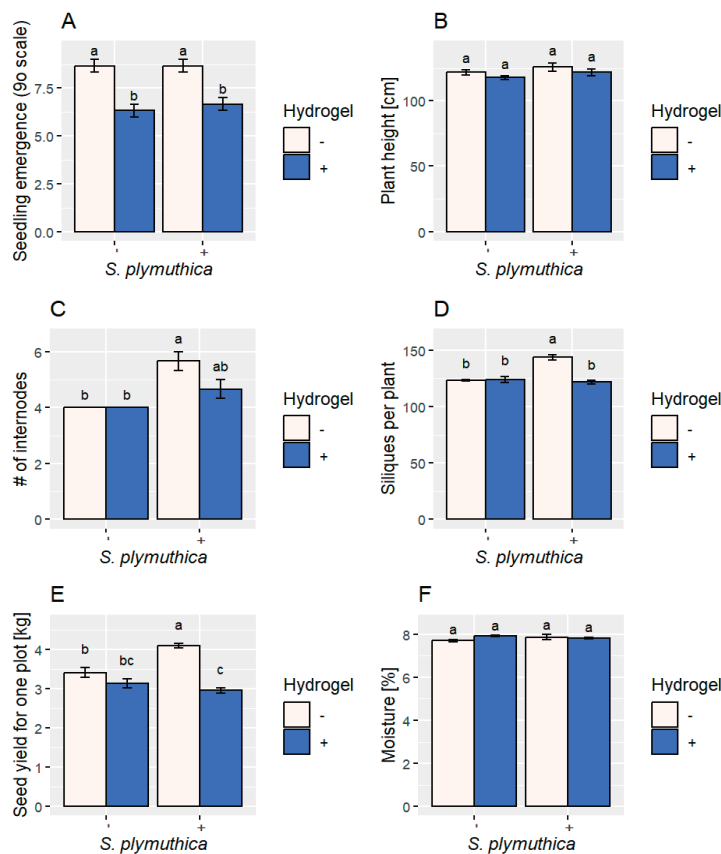 A
Seedling emergence (9o scale)
7.5
5.0
2.5
0.0
a
b
a
b
-
+
S. plymuthica
Hydrogel
-
+
B
Plant height [cm]
100
50
0
a
a
a
a
-
+
S. plymuthica
Hydrogel
-
+
C
# of internodes
6
4
2
0
b
b
a
ab
-
+
S. plymuthica
Hydrogel
-
+
D
Siliques per plant
150
100
50
0
b
b
a
b
-
+
S. plymuthica
Hydrogel
-
+
E
Seed yield for one plot [kg]
4
3
2
1
0
b
bc
a
c
-
+
S. plymuthica
Hydrogel
-
+
F
Moisture [%]
8
6
4
2
0
a
a
a
a
-
+
S. plymuthica
Hydrogel
-
+